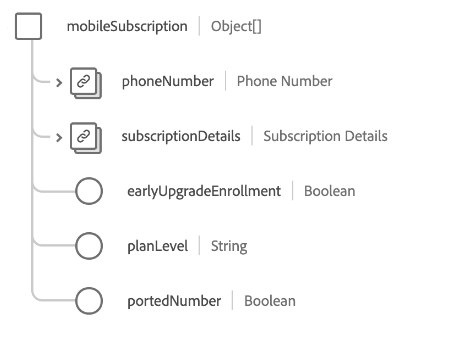 mobileSubscription | Object[]
phoneNumber | Phone Number
subscriptionDetails | Subscription Details
earlyUpgradeEnrollment | Boolean
planLevel | String
portedNumber | Boolean